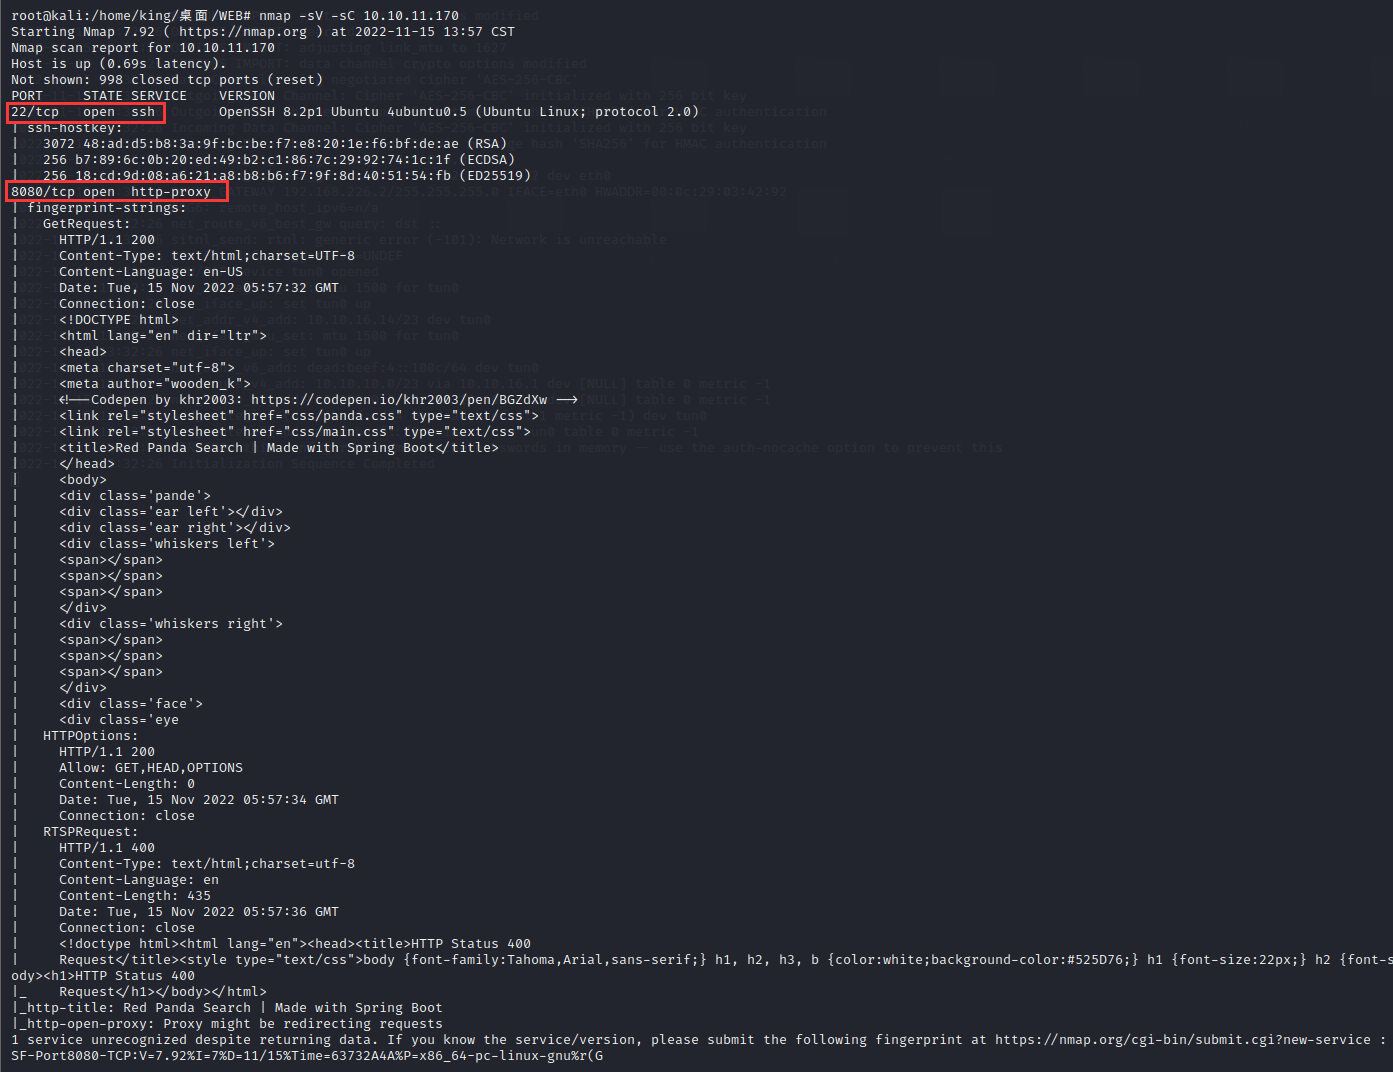 root@kali:/home/king/桌面/WEB# nmap -sV -sC 10.10.11.170
Starting Nmap 7.92 ( https://nmap.org ) at 2022-11-15 13:57 CST
Nmap scan report for 10.10.11.170
Host is up (0.69s latency).
Not shown: 998 closed tcp ports (reset)
PORT     STATE SERVICE    VERSION
22/tcp   open  ssh        OpenSSH 8.2p1 Ubuntu 4ubuntu0.5 (Ubuntu Linux; protocol 2.0)
| ssh-hostkey:
|   3072 48:ad:d5:b8:3a:9f:bc:be:f7:e8:20:1e:f6:bf:de:ae (RSA)
|   256 b7:89:6c:0b:20:ed:49:b2:c1:86:7c:29:92:74:1c:1f (ECDSA)
|   256 18:cd:9d:08:a6:21:a8:b8:b6:f7:9f:8d:40:51:54:fb (ED25519)
8080/tcp open  http-proxy
| fingerprint-strings:
|   GetRequest:
|     HTTP/1.1 200
|     Content-Type: text/html;charset=UTF-8
|     Content-Language: en-US
|     Date: Tue, 15 Nov 2022 05:57:32 GMT
|     Connection: close
|     <!DOCTYPE html>
|     <html lang="en" dir="ltr">
|     <head>
|     <meta charset="utf-8">
|     <meta author="wooden_k">
|     <!--Codepen by khr2003: https://codepen.io/khr2003/pen/BGZdXw -->
|     <link rel="stylesheet" href="css/panda.css" type="text/css">
|     <link rel="stylesheet" href="css/main.css" type="text/css">
|     <title>Red Panda Search | Made with Spring Boot</title>
|     </head>
|     <body>
|     <div class='pande'>
|     <div class='ear left'></div>
|     <div class='ear right'></div>
|     <div class='whiskers left'>
|     <span></span>
|     <span></span>
|     <span></span>
|     </div>
|     <div class='whiskers right'>
|     <span></span>
|     <span></span>
|     <span></span>
|     </div>
|     <div class='face'>
|     <div class='eye
|   HTTPOptions:
|     HTTP/1.1 200
|     Allow: GET,HEAD,OPTIONS
|     Content-Length: 0
|     Date: Tue, 15 Nov 2022 05:57:34 GMT
|     Connection: close
|   RTSPRequest:
|     HTTP/1.1 400
|     Content-Type: text/html;charset=utf-8
|     Content-Language: en
|     Content-Length: 435
|     Date: Tue, 15 Nov 2022 05:57:36 GMT
|     Connection: close
|     <!doctype html><html lang="en"><head><title>HTTP Status 400
|     Request</title><style type="text/css">body {font-family:Tahoma,Arial,sans-serif;} h1, h2, h3, b {color:white;background-color:#525D76;} h1 {font-size:22px;} h2 {font-s
ody><h1>HTTP Status 400
|_    Request</h1></body></html>
|_http-title: Red Panda Search | Made with Spring Boot
|_http-open-proxy: Proxy might be redirecting requests
1 service unrecognized despite returning data. If you know the service/version, please submit the following fingerprint at https://nmap.org/cgi-bin/submit.cgi?new-service :
SF-Port8080-TCP:V=7.92%I=7%D=11/15%Time=63732A4A%P=x86_64-pc-linux-gnu%r(G